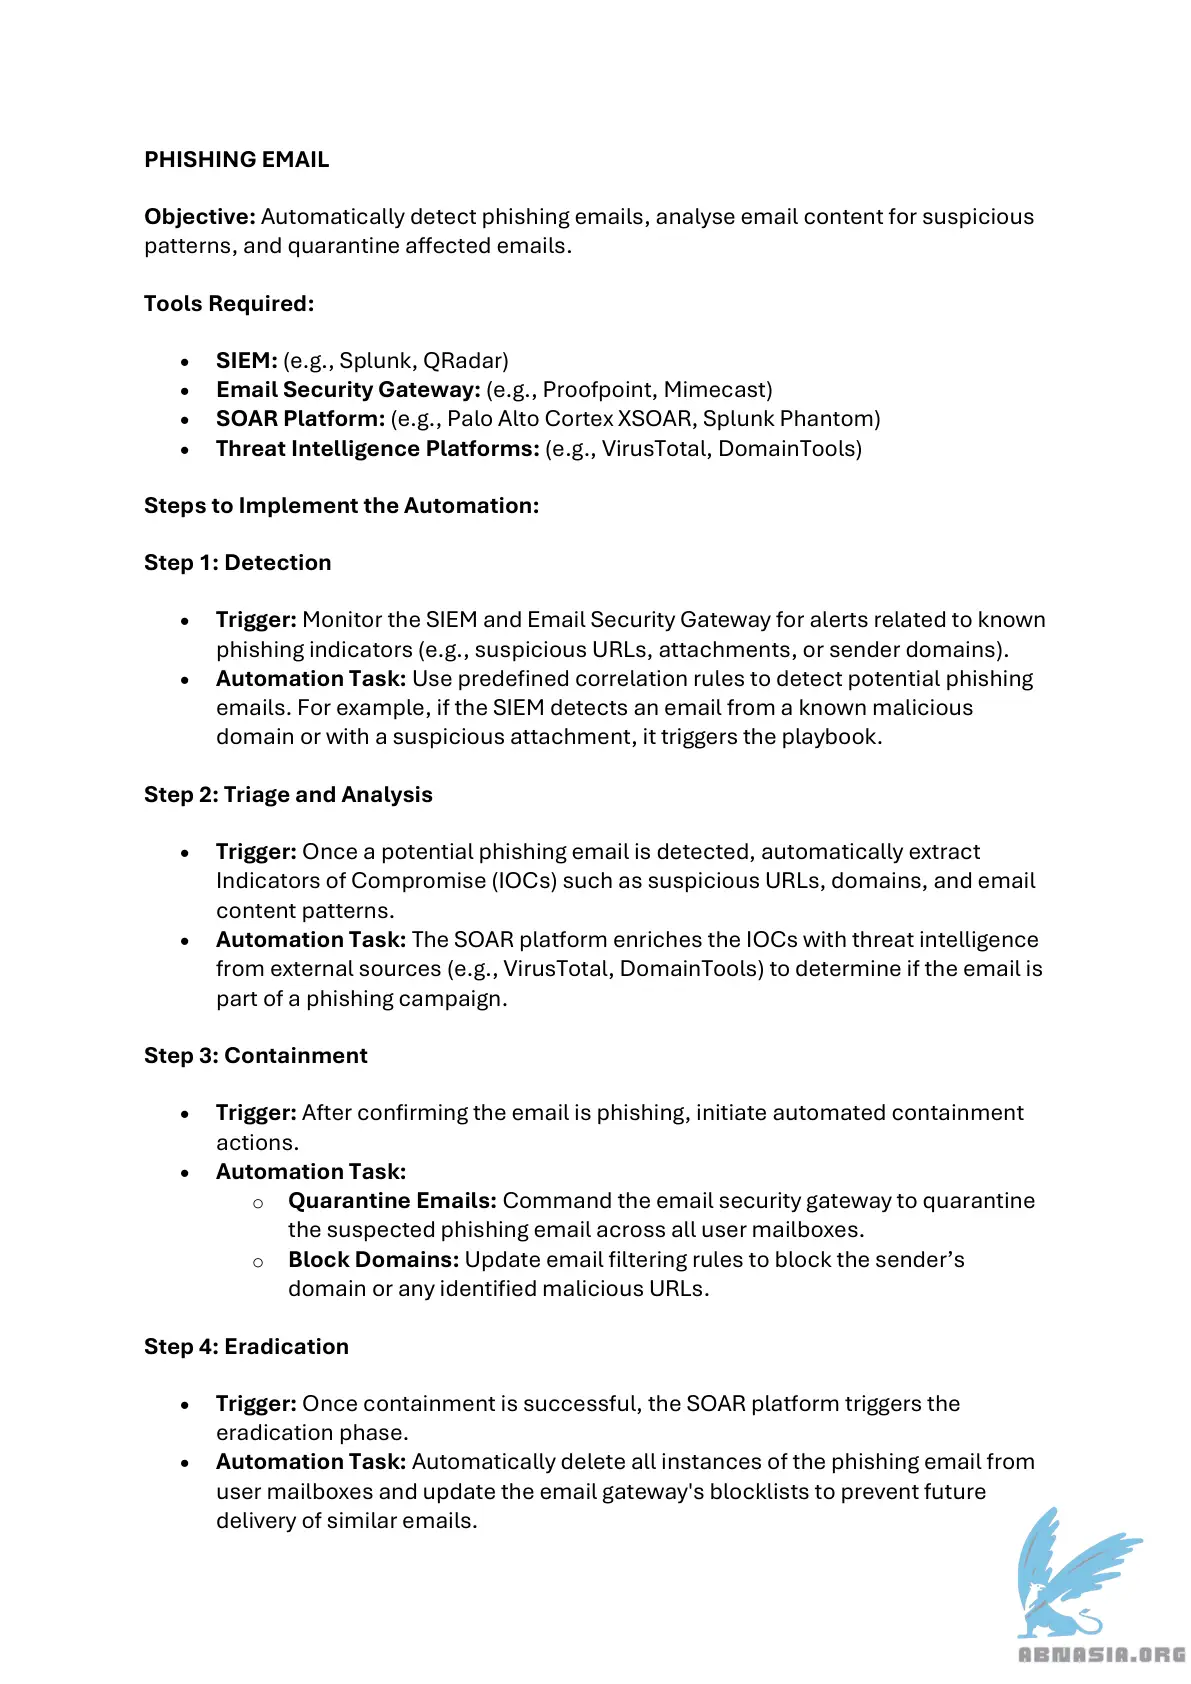 PHISHING EMAIL
Objective: Automatically detect phishing emails, analyse email content for suspicious
patterns, and quarantine affected emails.
Tools Required:
• SIEM: (e.g., Splunk, QRadar)
• Email Security Gateway: (e.g., Proofpoint, Mimecast)
• SOAR Platform: (e.g., Palo Alto Cortex XSOAR, Splunk Phantom)
• Threat Intelligence Platforms: (e.g., VirusTotal, DomainTools)
Steps to Implement the Automation:
Step 1: Detection
• Trigger: Monitor the SIEM and Email Security Gateway for alerts related to known
phishing indicators (e.g., suspicious URLs, attachments, or sender domains).
• Automation Task: Use predefined correlation rules to detect potential phishing
emails. For example, if the SIEM detects an email from a known malicious
domain or with a suspicious attachment, it triggers the playbook.
Step 2: Triage and Analysis
• Trigger: Once a potential phishing email is detected, automatically extract
Indicators of Compromise (IOCs) such as suspicious URLs, domains, and email
content patterns.
• Automation Task: The SOAR platform enriches the IOCs with threat intelligence
from external sources (e.g., VirusTotal, DomainTools) to determine if the email is
part of a phishing campaign.
Step 3: Containment
• Trigger: After confirming the email is phishing, initiate automated containment
actions.
• Automation Task:
o Quarantine Emails: Command the email security gateway to quarantine
the suspected phishing email across all user mailboxes.
o Block Domains: Update email filtering rules to block the sender’s
domain or any identified malicious URLs.
Step 4: Eradication
• Trigger: Once containment is successful, the SOAR platform triggers the
eradication phase.
• Automation Task: Automatically delete all instances of the phishing email from
user mailboxes and update the email gateway's blocklists to prevent future
delivery of similar emails.
ABNASIA.ORG